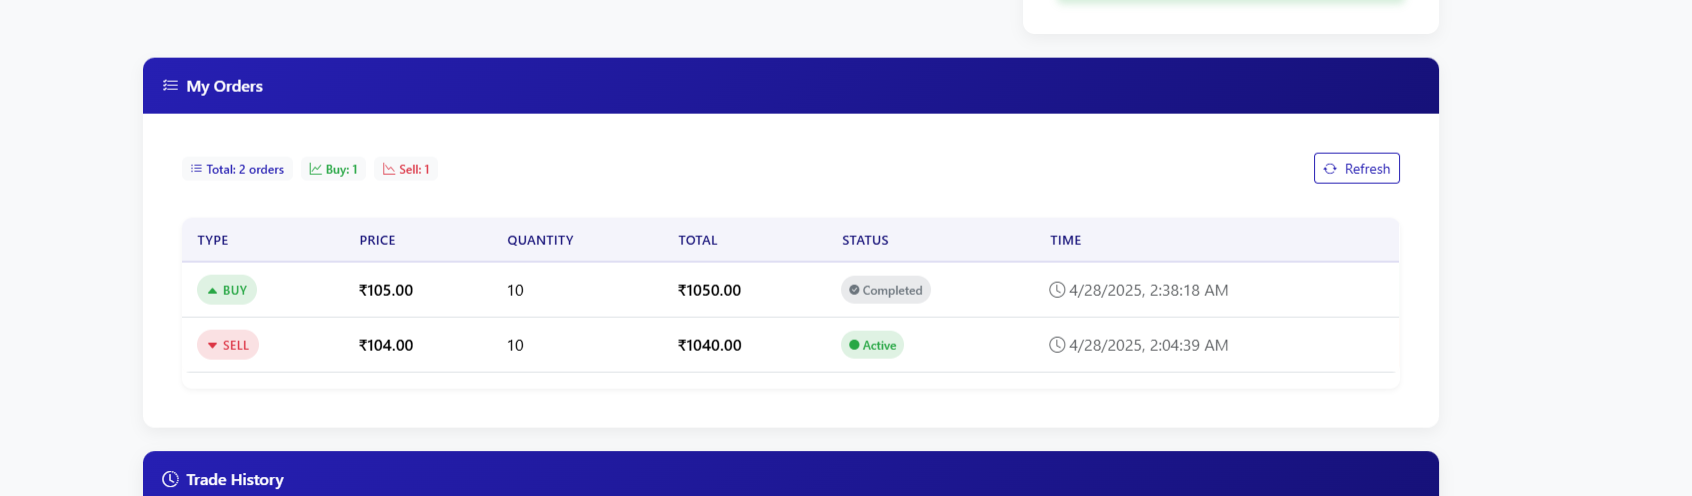 My Orders
Total: 2 orders Buy: 1 Sell: 1 Refresh
TYPE PRICE QUANTITY TOTAL STATUS TIME
BUY ₹105.00 10 ₹1050.00 Completed 4/28/2025, 2:38:18 AM
SELL ₹104.00 10 ₹1040.00 Active 4/28/2025, 2:04:39 AM
Trade History